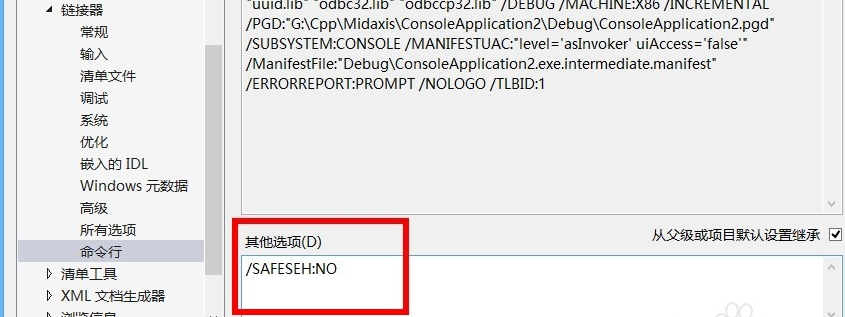 链接器
常规
输入
清单文件
调试
系统
优化
嵌入的 IDL
Windows 元数据
高级
所有选项
命令行
清单工具
XML 文档生成器
浏览信息
"uuid.lib" "odbc32.lib" "odbccp32.lib" /DEBUG /MACHINE:X86 /INCREMENTAL
/PGD:"G:\Cpp\Midaxis\ConsoleApplication2\Debug\ConsoleApplication2.pgd"
/SUBSYSTEM:CONSOLE /MANIFESTUAC:"level='asInvoker' uiAccess='false'"
/ManifestFile:"Debug\ConsoleApplication2.exe.intermediate.manifest"
/ERRORREPORT:PROMPT /NOLOGO /TLBID:1
其他选项(D)
从父级或项目默认设置继承
/SAFESEH:NO